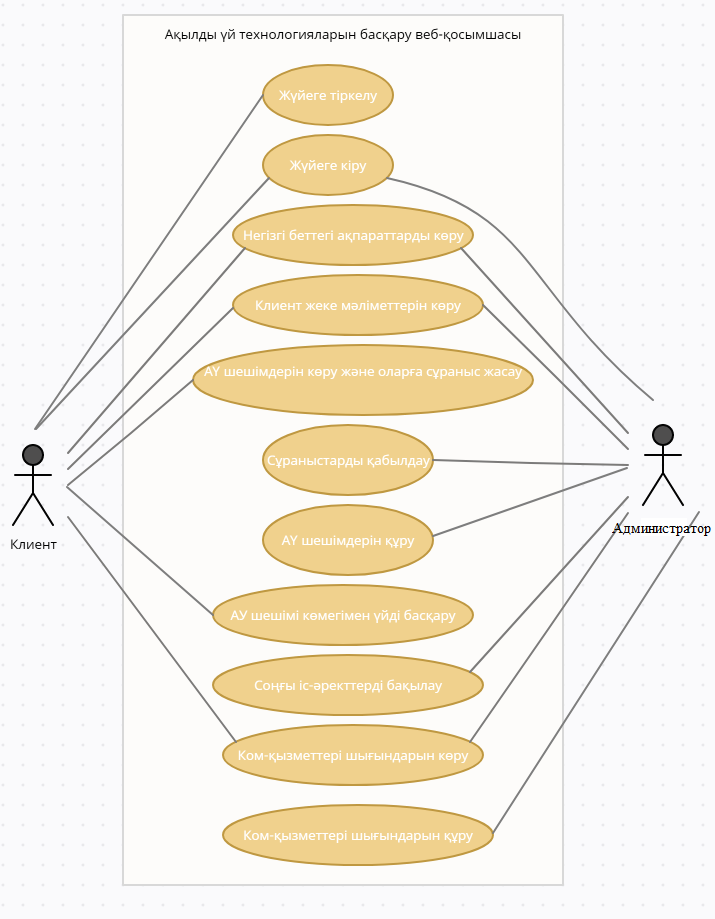 Ақылды үй технологияларын басқару веб-қосымшасы
Жүйеге тіркелу
Жүйеге кіру
Негізгі беттегі ақпараттарды көру
Клиент жеке мәліметтерін көру
АҮ шешімдерін көру және оларға сұраныс жасау
Сұраныстарды қабылдау
АҮ шешімдерін құру
АУ шешімі көмегімен үйді басқару
Соңғы іс-әректтерді бақылау
Ком-қызметтері шығындарын көру
Ком-қызметтері шығындарын құру
Клиент
Администратор